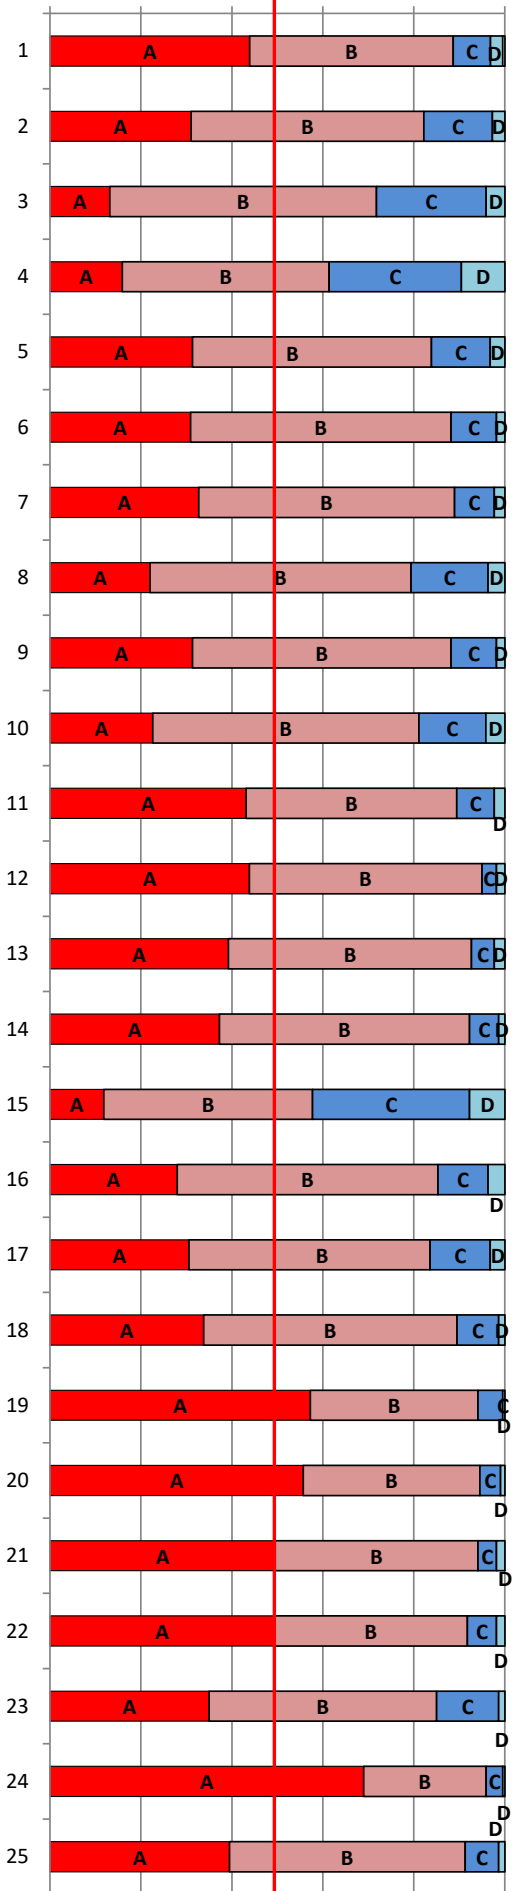 1 A B C D
2 A B C D
3 A B C D
4 A B C D
5 A B C D
6 A B C D
7 A B C D
8 A B C D
9 A B C D
10 A B C D
11 A B C
D
12 A B C D
13 A B C D
14 A B C D
15 A B C D
16 A B C
D
17 A B C D
18 A B C D
19 A B C
D
20 A B C
D
21 A B C
D
22 A B C
D
23 A B C
D
24 A B C
D
D
25 A B C